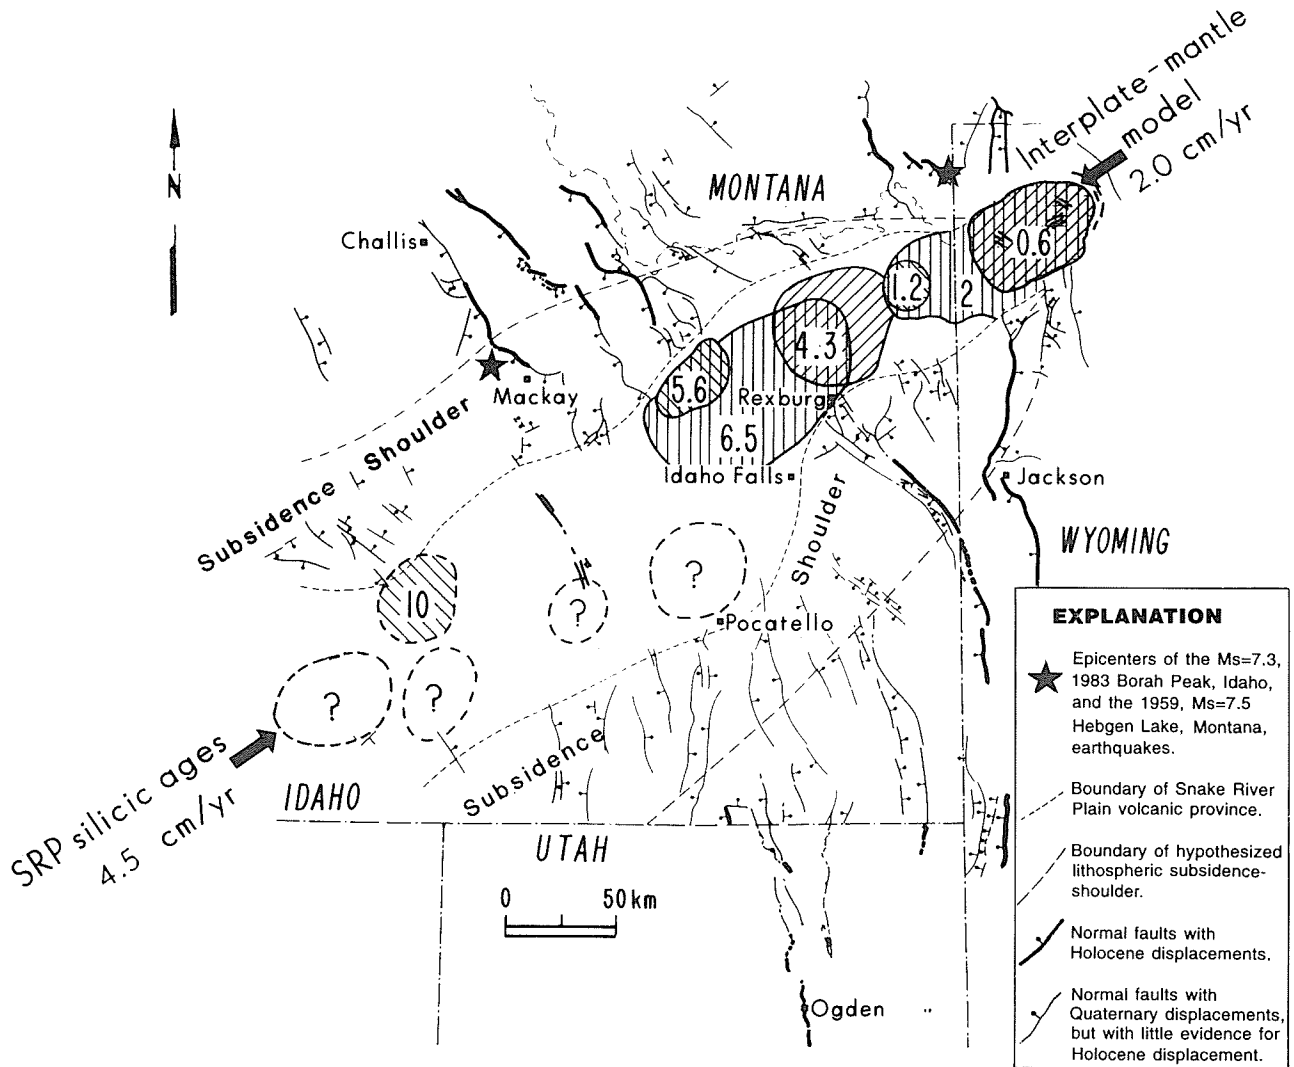 Interplate-mantle
model
2.0 cm/yr
N
MONTANA
Challis
0.6
1.2
2
4.3
5.6
Mackay
Rexburg
6.5
Subsidence Shoulder
Idaho Falls
Jackson
Shoulder
WYOMING
?
10
?
Pocatello
?
?
Subsidence
SRP silicic ages
4.5 cm/yr
IDAHO
UTAH
0 50 km
Ogden
EXPLANATION
Epicenters of the Ms=7.3,
1983 Borah Peak, Idaho,
and the 1959, Ms=7.5
Hebgen Lake, Montana,
earthquakes.
Boundary of Snake River
Plain volcanic province.
Boundary of hypothesized
lithospheric subsidence-
shoulder.
Normal faults with
Holocene displacements.
Normal faults with
Quaternary displacements,
but with little evidence for
Holocene displacement.